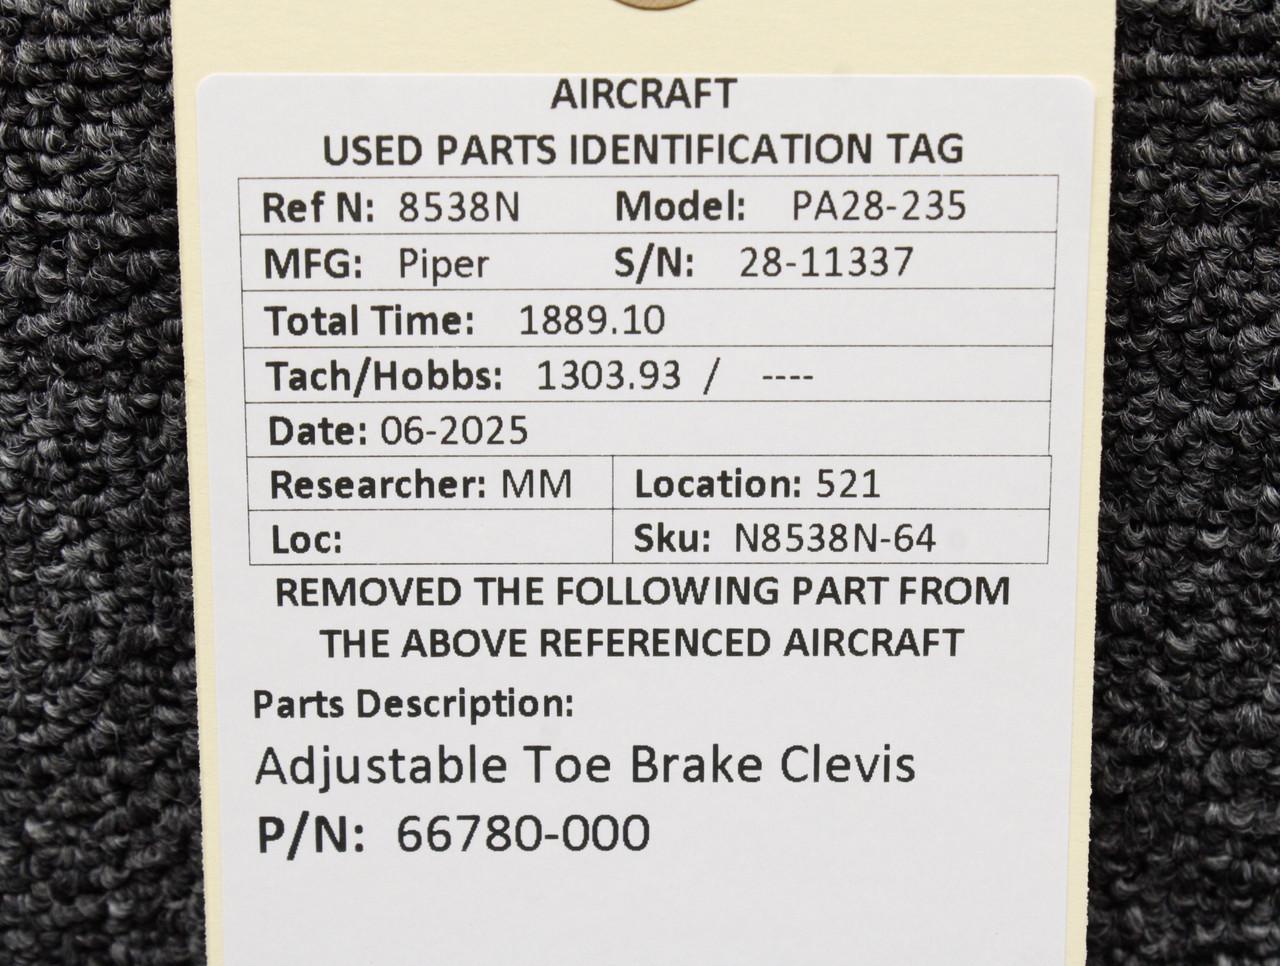 AIRCRAFT
USED PARTS IDENTIFICATION TAG
Ref N: 8538N Model: PA28-235
MFG: Piper S/N: 28-11337
Total Time: 1889.10
Tach/Hobbs: 1303.93 / ----
Date: 06-2025
Researcher: MM Location: 521
Loc: Sku: N8538N-64
REMOVED THE FOLLOWING PART FROM
THE ABOVE REFERENCED AIRCRAFT
Parts Description:
Adjustable Toe Brake Clevis
P/N: 66780-000